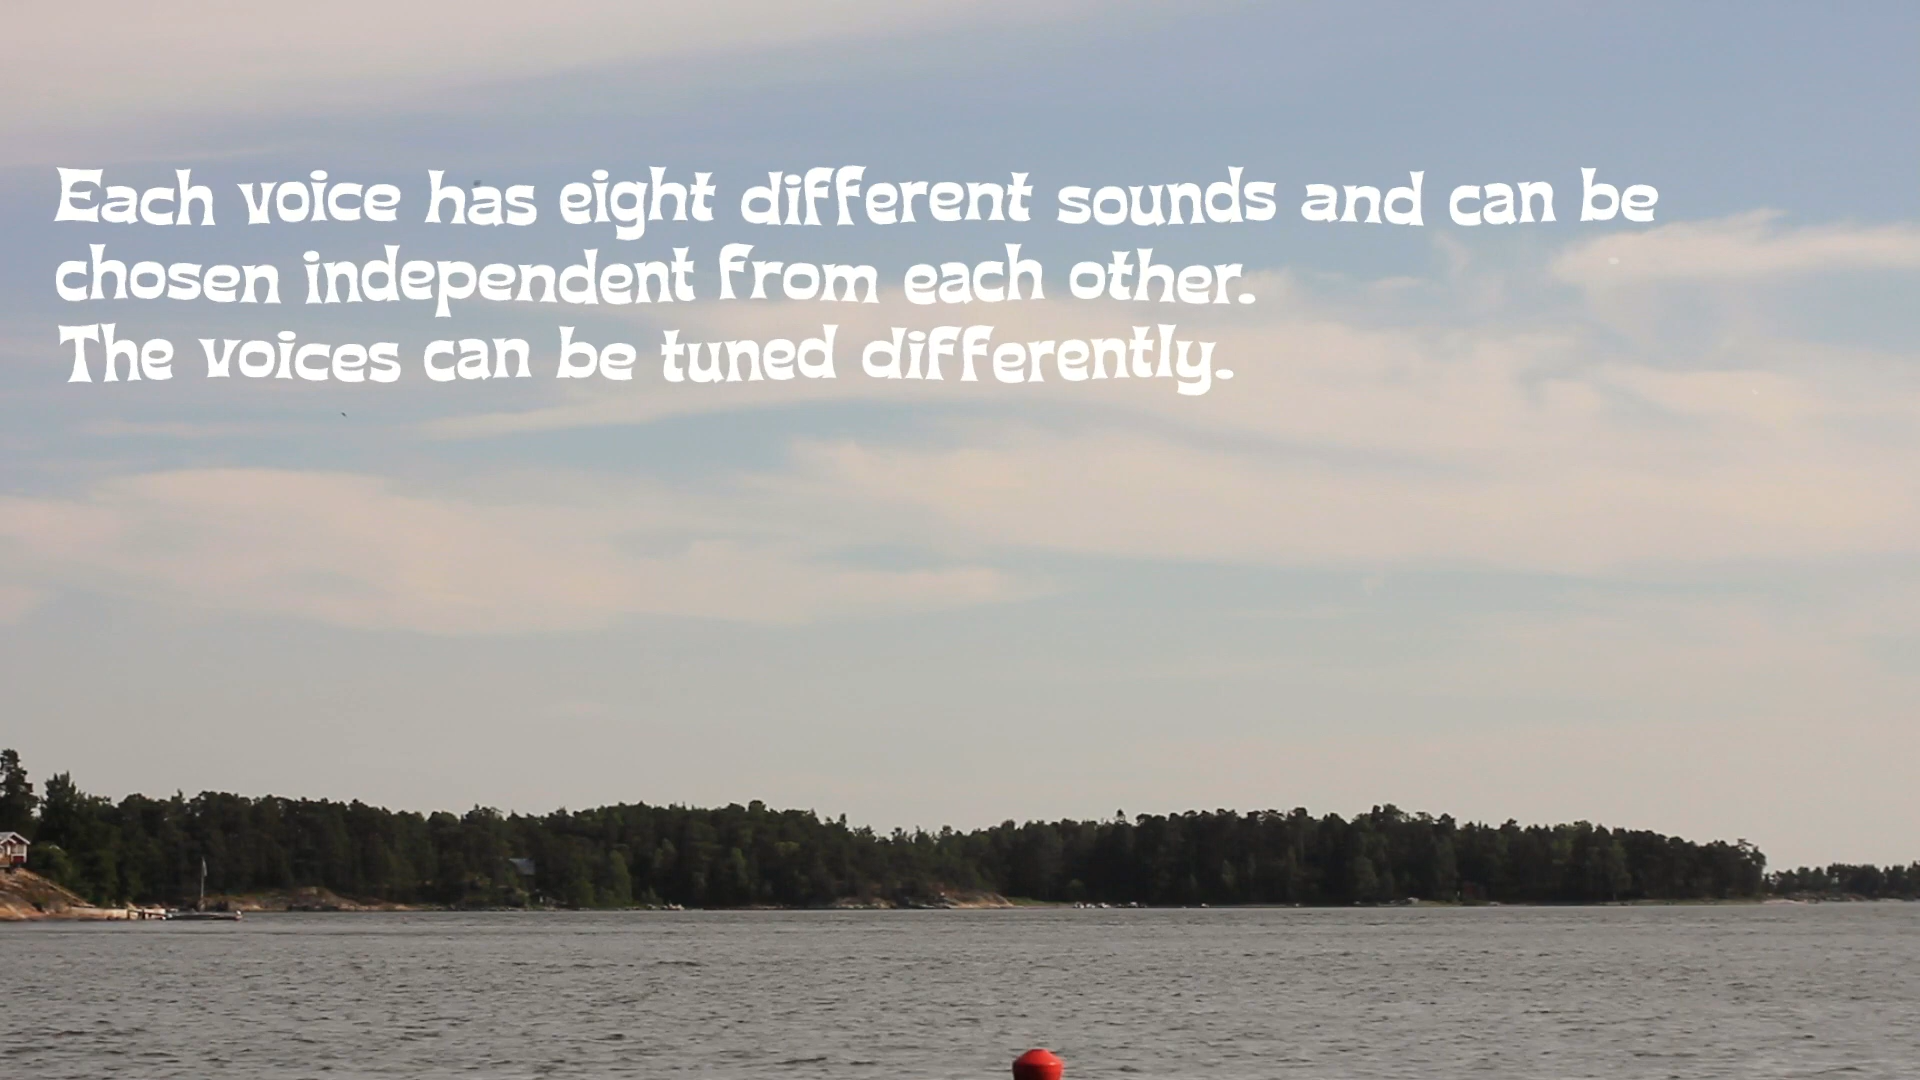 Each voice has eight different sounds and can be
chosen independent from each other.
The voices can be tuned differently.